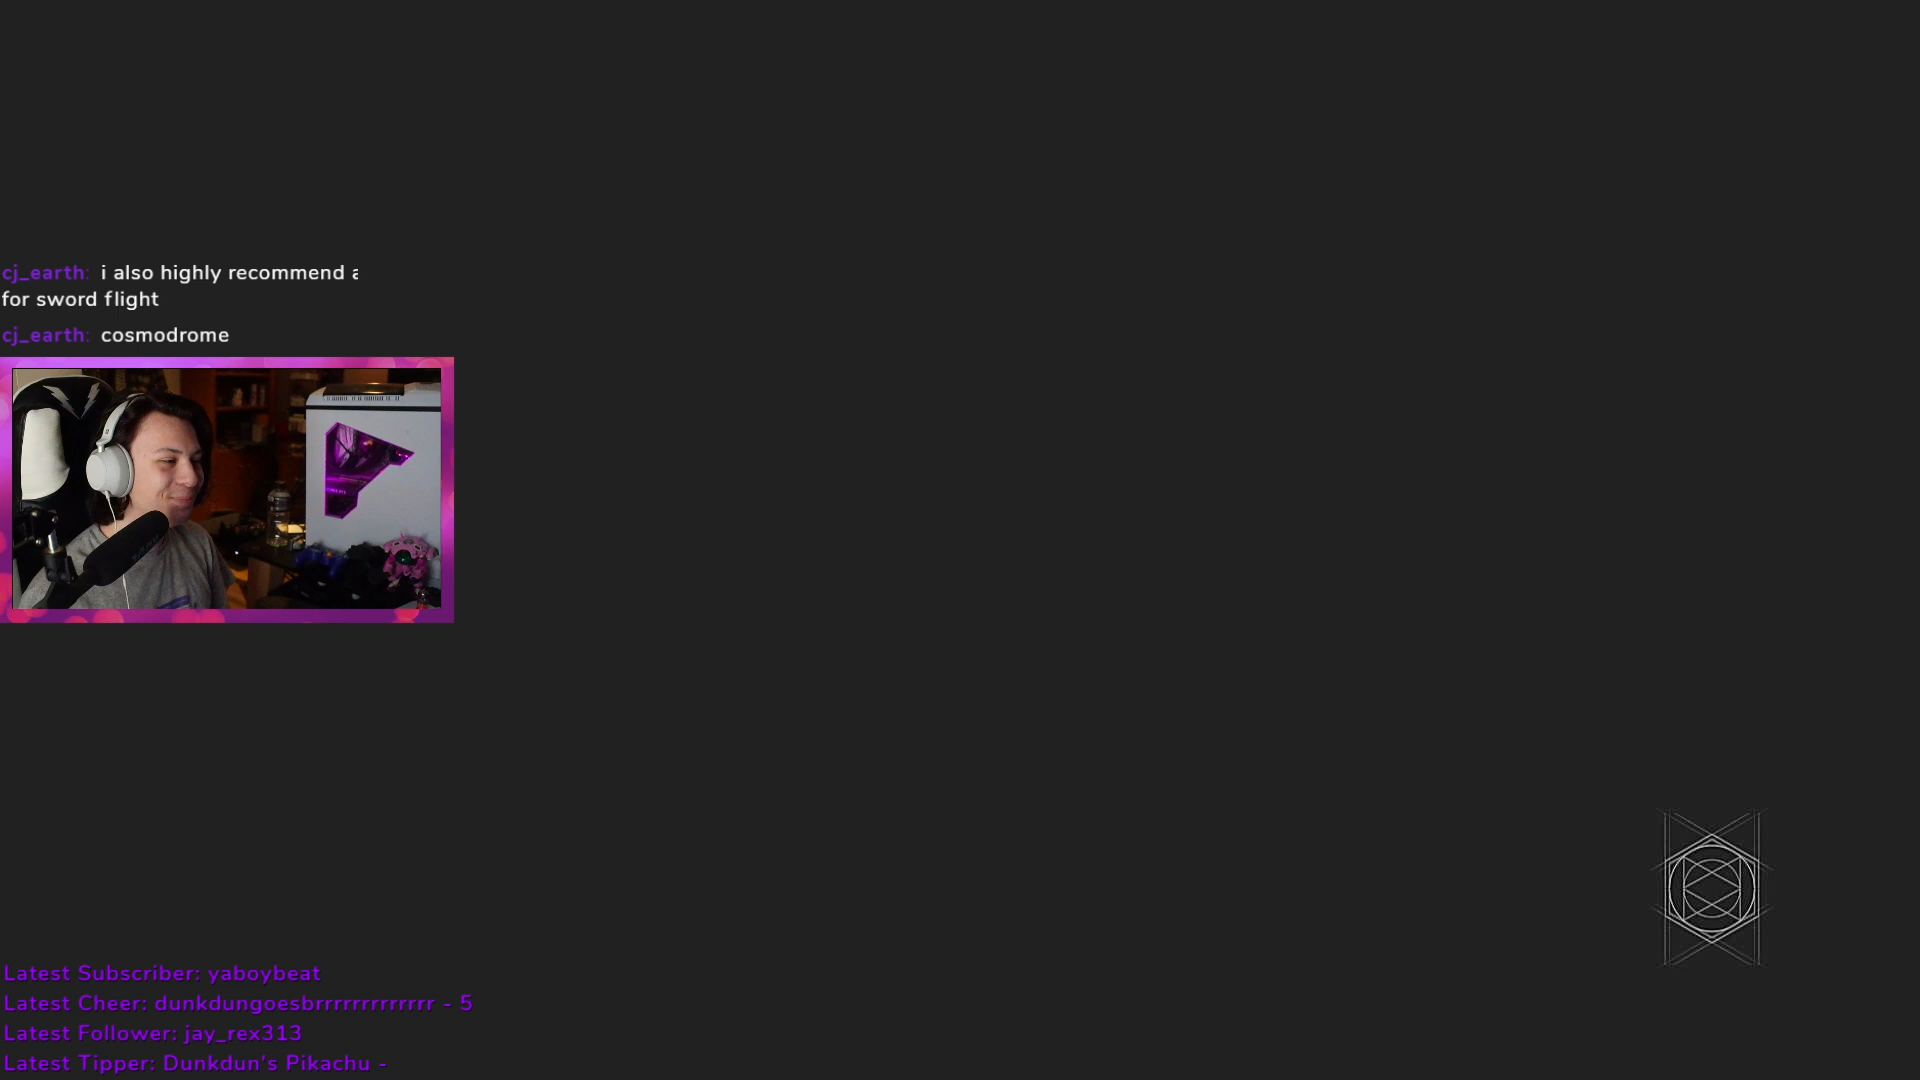 cj_earth: i also highly recommend
for sword flight
cj_earth: cosmodrome
Latest Subscriber: yaboybeat
Latest Cheer: dunkdungoesbrrrrrrrrrrrrr - 5
Latest Follower: jay_rex313
Latest Tipper: Dunkdun's Pikachu -